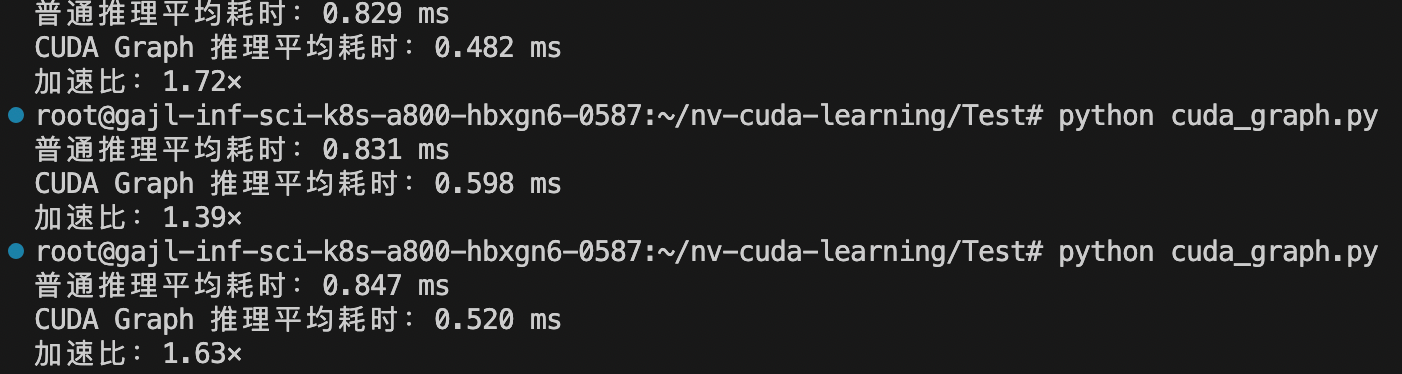 普通推理平均耗时：0.829 ms
CUDA Graph 推理平均耗时：0.482 ms
加速比：1.72×
root@gajl-inf-sci-k8s-a800-hbxgn6-0587:~/nv-cuda-learning/Test# python cuda_graph.py
普通推理平均耗时：0.831 ms
CUDA Graph 推理平均耗时：0.598 ms
加速比：1.39×
root@gajl-inf-sci-k8s-a800-hbxgn6-0587:~/nv-cuda-learning/Test# python cuda_graph.py
普通推理平均耗时：0.847 ms
CUDA Graph 推理平均耗时：0.520 ms
加速比：1.63×